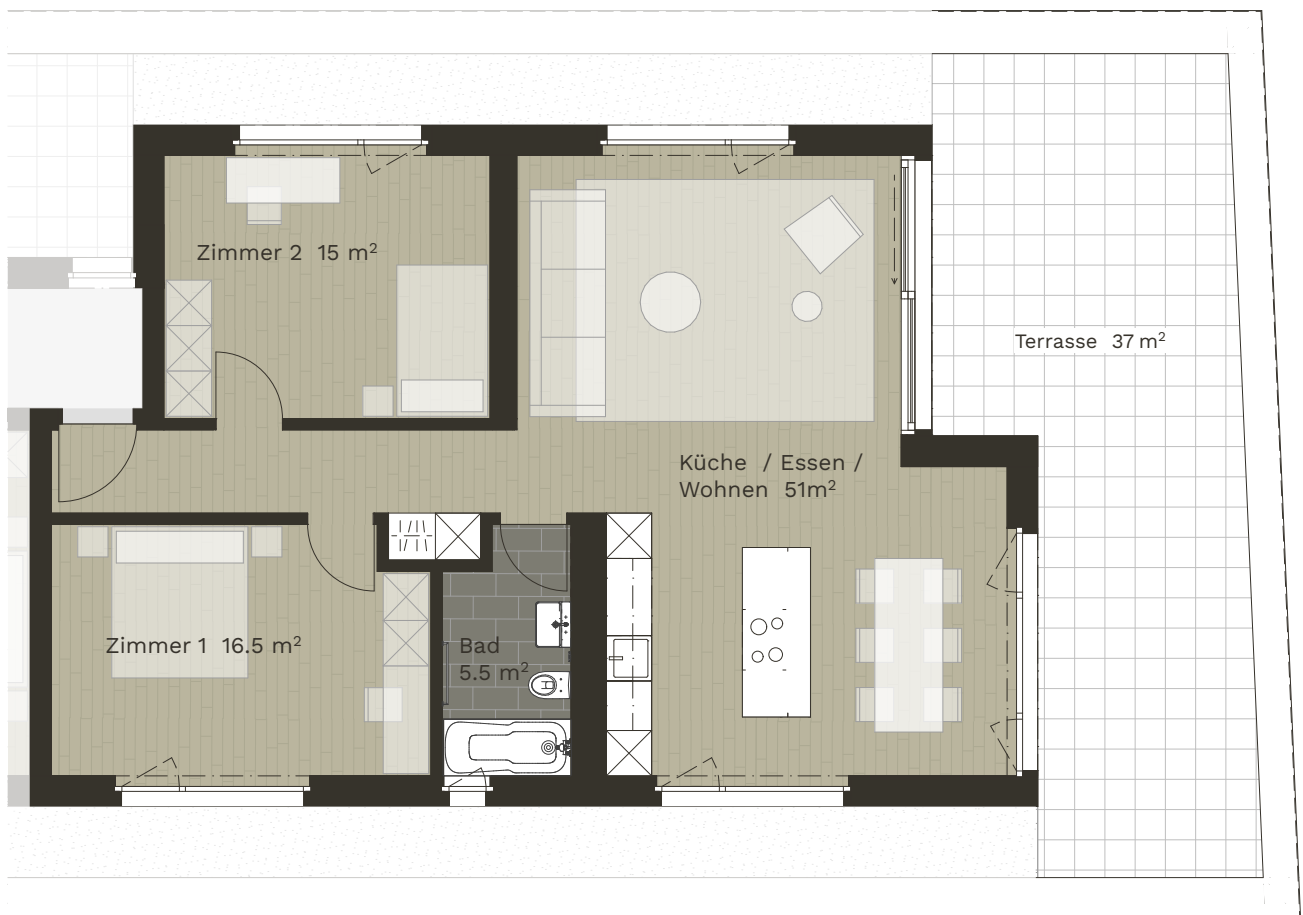 Zimmer 2 15 m²
Terrasse 37 m²
Küche / Essen /
Wohnen 51m²
Zimmer 1 16.5 m²
Bad
5.5 m²